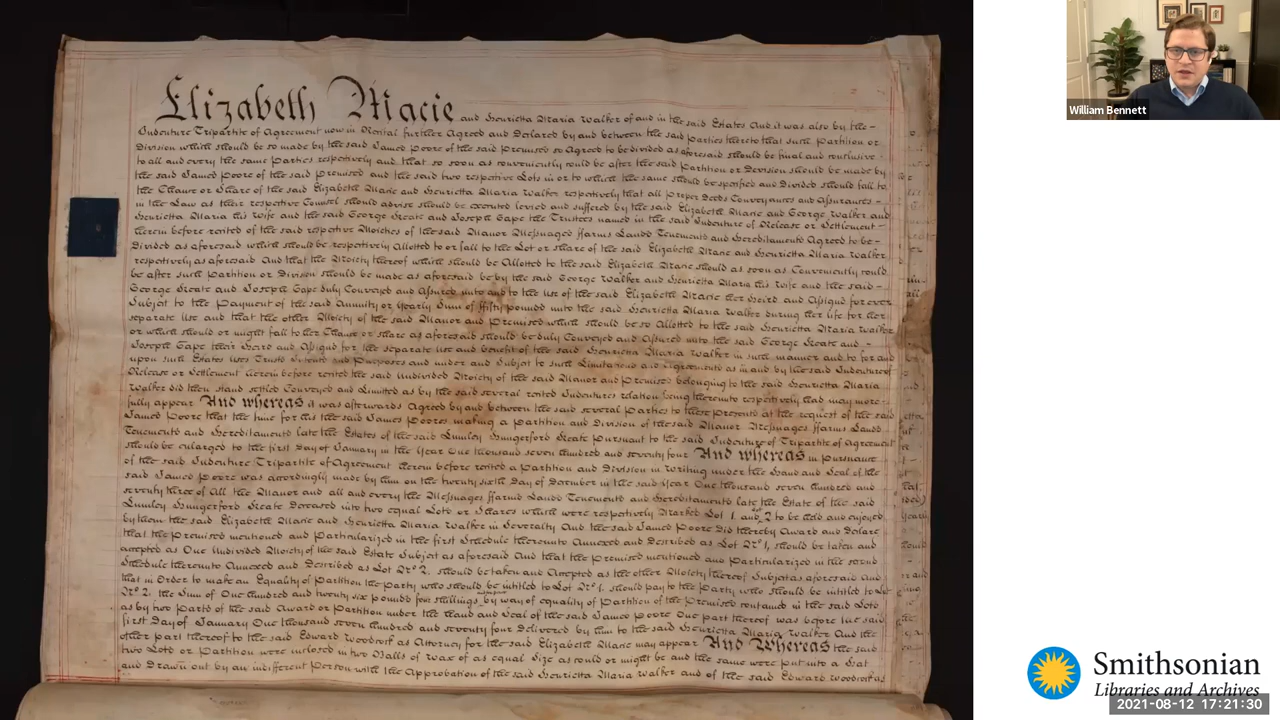 Elizabeth Macie and Henrietta Maria Walker of and in the said Estates And it was also by the
Indenture Tripartite of Agreement now in Recital further Agreed and Declared by and between the said parties thereto that such Partition or
Division which should be so made by the said James Poore of the said Premises so Agreed to be divided as aforesaid should be final and conclusive
to all and every the same Parties respectively and that so soon as conveniently could be after the said Partition or Division should be made by
the said James Poore of the said Premises and the said two respective Lots in or to which the same should be specified and Divided should fall to
the Chance or Share of the said Elizabeth Macie and Henrietta Maria Walker respectively that all proper Deeds Conveyances and Assurances
in the Law as their respective Counsel should advise should be executed levied and suffered by the said Elizabeth Macie and George Walker and
Henrietta Maria his Wife and the said George Keate and Joseph Cape the Trustees named in the said Indenture of Release or Settlement
herein before recited of the said respective Moieties of the said Manor Messuages ffarms Lands Tenements and Hereditaments Agreed to be
Divided as aforesaid which should be respectively Allotted to or fall to the Lot or share of the said Elizabeth Macie and Henrietta Maria Walker
respectively as aforesaid And that the Moiety thereof which should be Allotted to the said Elizabeth Macie should as soon as Conveniently could
be after such Partition or Division should be made as aforesaid be by the said George Walker and Henrietta Maria his Wife and the said
George Keate and Joseph Cape duly Conveyed and Assured unto and to the use of the said Elizabeth Macie her Heirs and Assigns for ever
Subject to the Payment of the said Annuity or Yearly Sum of ffifty pounds unto the said Henrietta Maria Walker during her life for her
separate Use and that the other Moiety of the said Manor and Premises which should be so Allotted to the said Henrietta Maria Walker
or which should or might fall to her Chance or share as aforesaid should be duly Conveyed and Assured unto the said George Keate and
Joseph Cape their Heirs and Assigns for the separate use and benefit of the said Henrietta Maria Walker in such manner and to for and
upon such Estates Uses Trusts Intents and Purposes and under and Subject to such Limitations and Agreements as in and by the said Indenture of
Release or Settlement herein before recited the said Undivided Moiety of the said Manor and Premises belonging to the said Henrietta Maria
Walker did then stand settled Conveyed and Limitted as by the said several recited Indentures relation being thereunto respectively had may more
fully appear And whereas it was afterwards Agreed by and between the said several Parties to these Presents at the request of the said
James Poore that the time for his the said James Poores making a Partition and Division of the said Manor Messuages ffarms Lands
Tenements and Hereditaments late the Estates of the said Lumley Hungerford Keate Pursuant to the said Indenture of Tripartite of Agreement
should be enlarged to the first Day of January in the Year One thousand seven hundred and seventy four And whereas in pursuance
of the said Indenture Tripartite of Agreement herein before recited a Partition and Division in Writing under the Hand and Seal of the
said James Poore was accordingly made by him on the twenty sixth Day of December in the said Year One thousand seven hundred and
seventy three of All the Manor and all and every the Messuages ffarms Lands Tenements and Hereditaments late the Estate of the said
Lumley Hungerford Keate Deceased into two equal Lots or Shares which were respectively Marked Lot 1. and 2 to be held and enjoyed
by them the said Elizabeth Macie and Henrietta Maria Walker in Severalty And the said James Poore Did thereby Award and Declare
that the Premises mentioned and Particularized in the first Schedule thereunto Annexed and Described as Lot No. 1, should be taken and
accepted as One Undivided Moiety of the said Estate Subject as aforesaid And that the Premises mentioned and Particularized in the second
Schedule thereunto Annexed and Described as Lot No. 2. should be taken and Accepted as the other Moiety thereof Subject as aforesaid And
that in Order to make an Equality of Partition the Party who should be intitled to Lot No. 1. should pay to the Party who should be intitled to Lot
No. 2. the Sum of One hundred and twenty six pounds four shillings by way of equality of Partition of the Premises contained in the said Lots
as by two Parts of the said Award or Partition under the Hand and Seal of the said James Poore One part thereof was before the said
first Day of January One thousand seven hundred and seventy four Delivered by him to the said Henrietta Maria Walker And the
other part thereof to the said Edward Woodcock as Attorney for the said Elizabeth Macie may appear And Whereas the said
two Lots or Partition were inclosed in two Balls of Wax of as equal Size as could or might be and the same were put into a Hat
and Drawn out by an indifferent Person with the Approbation of the said Henrietta Maria Walker and of the said Edward Woodcock as
William Bennett
Smithsonian
Libraries and Archives
2021-08-12 17:21:30